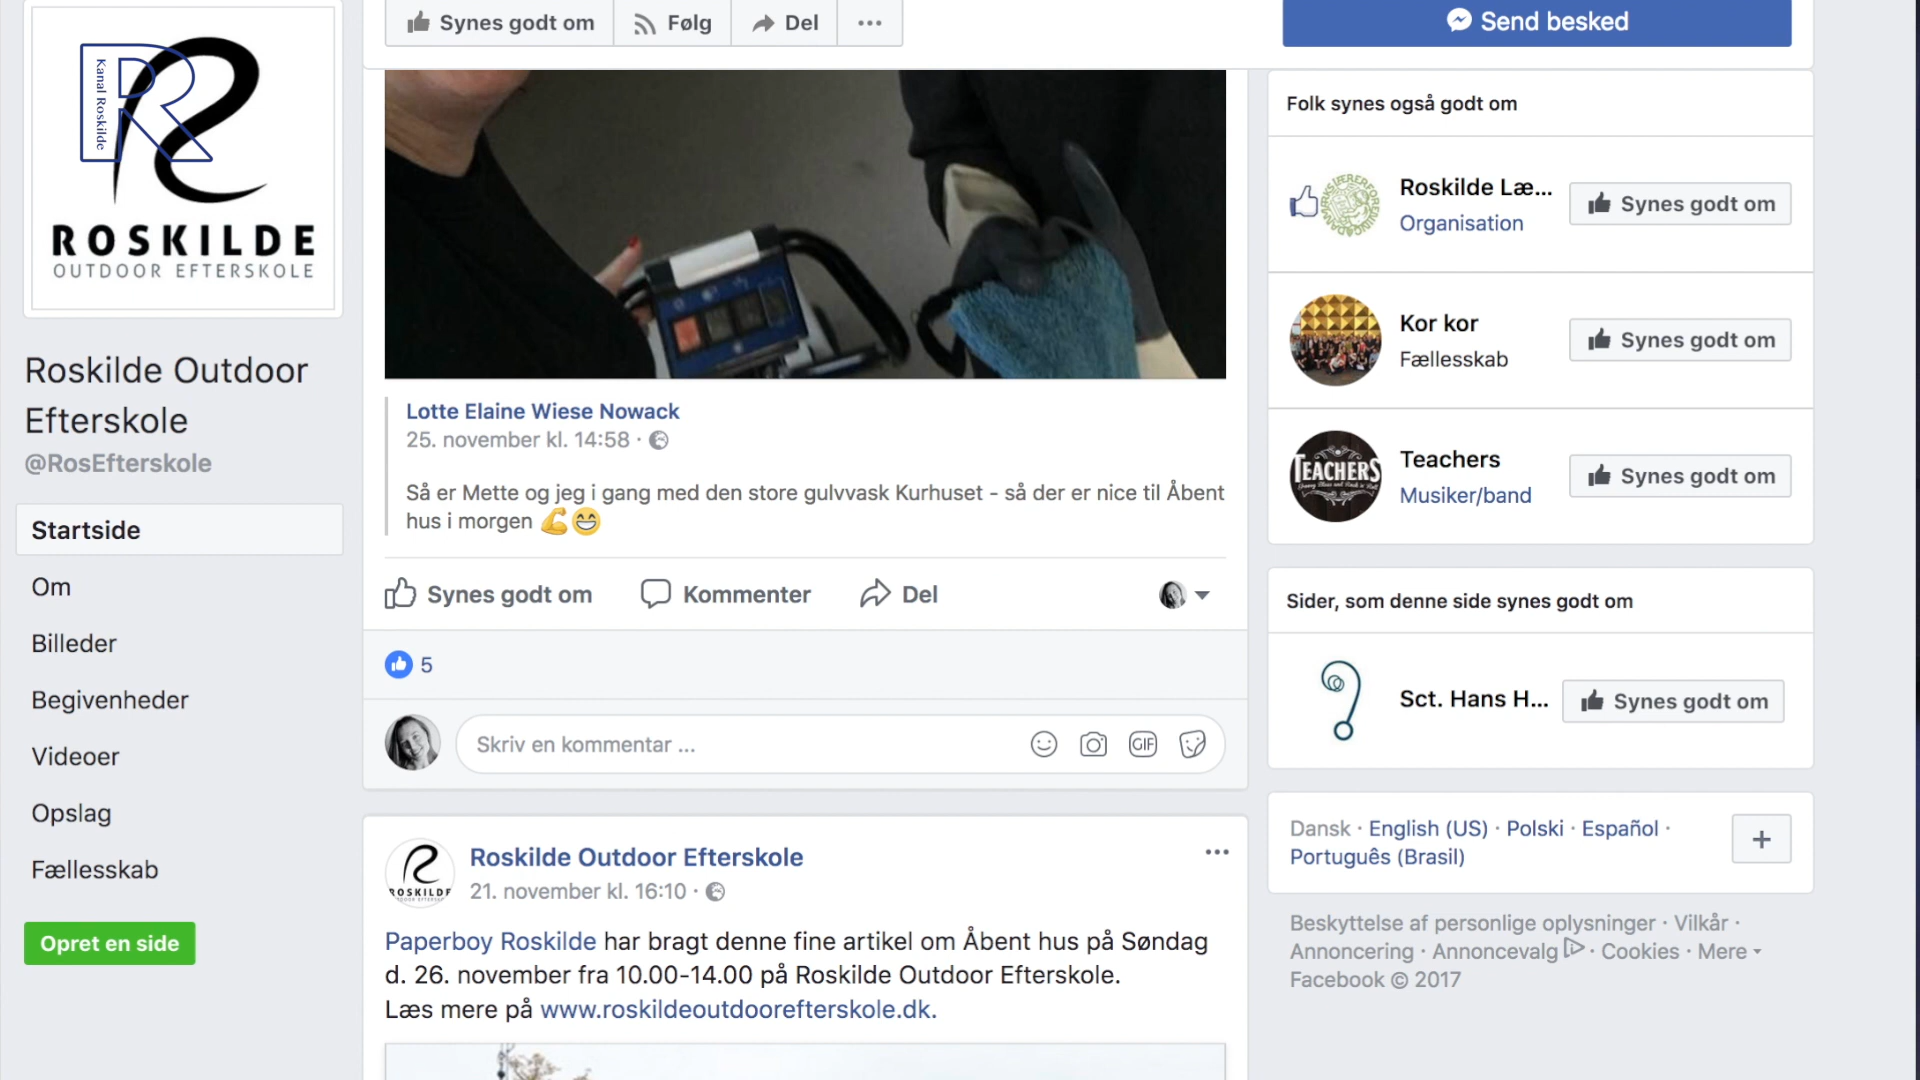 Synes godt om
Følg
Del
Send besked
Kanal Roskilde
R
ROSKILDE
OUTDOOR EFTERSKOLE
Roskilde Outdoor
Efterskole
@RosEfterskole
Startside
Om
Billeder
Begivenheder
Videoer
Opslag
Fællesskab
Opret en side
Lotte Elaine Wiese Nowack
25. november kl. 14:58 ·
Så er Mette og jeg i gang med den store gulvvask Kurhuset - så der er nice til Åbent
hus i morgen 💪😁
Synes godt om
Kommenter
Del
5
Skriv en kommentar ...
GIF
ROSKILDE
Roskilde Outdoor Efterskole
21. november kl. 16:10 ·
Paperboy Roskilde har bragt denne fine artikel om Åbent hus på Søndag
d. 26. november fra 10.00-14.00 på Roskilde Outdoor Efterskole.
Læs mere på www.roskildeoutdoorefterskole.dk.
Folk synes også godt om
Roskilde Læ...
Organisation
Synes godt om
Kor kor
Fællesskab
Synes godt om
TEACHERS
Teachers
Musiker/band
Synes godt om
Sider, som denne side synes godt om
Sct. Hans H...
Synes godt om
Dansk · English (US) · Polski · Español ·
Português (Brasil)
+
Beskyttelse af personlige oplysninger · Vilkår ·
Annoncering · Annoncevalg · Cookies · Mere
Facebook © 2017